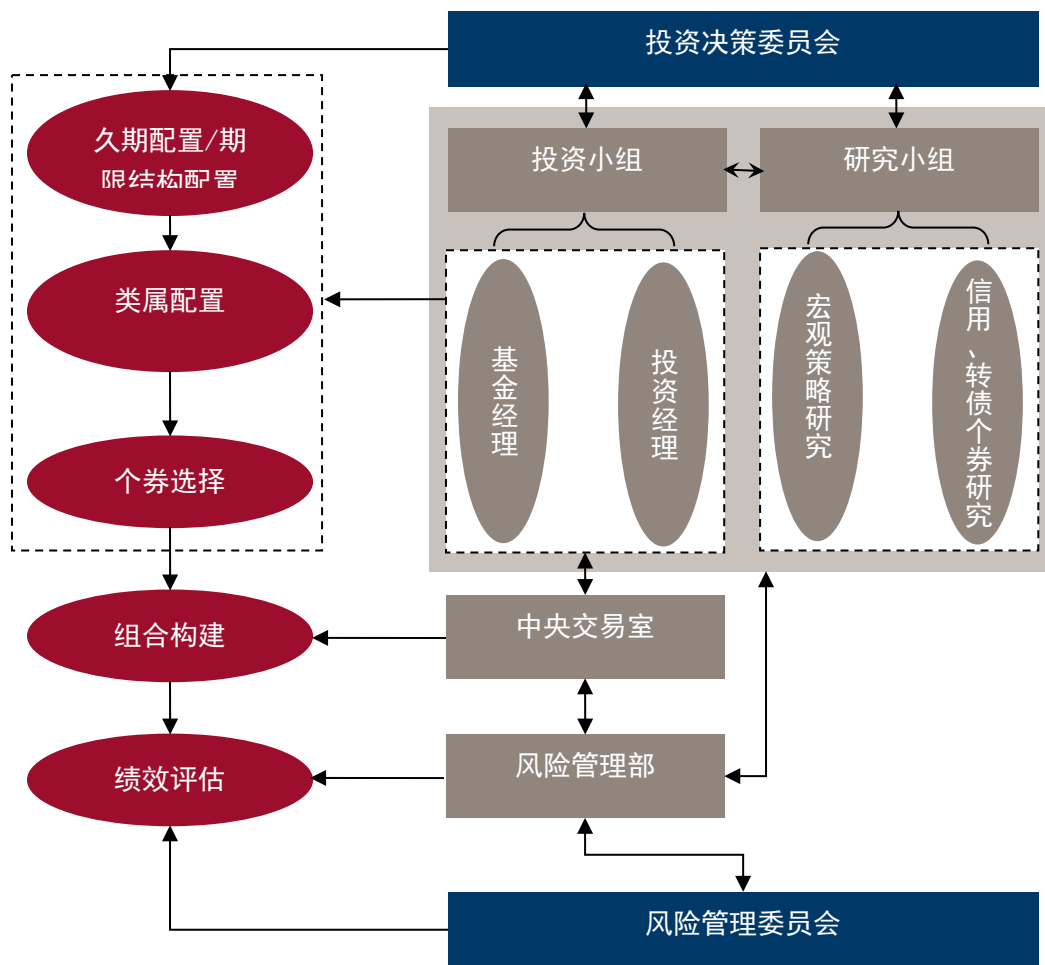 投资决策委员会
久期配置/期
限结构配置
投资小组
研究小组
类属配置
基金经理
投资经理
宏观策略研究
信用、转债个券研究
个券选择
组合构建
中央交易室
绩效评估
风险管理部
风险管理委员会